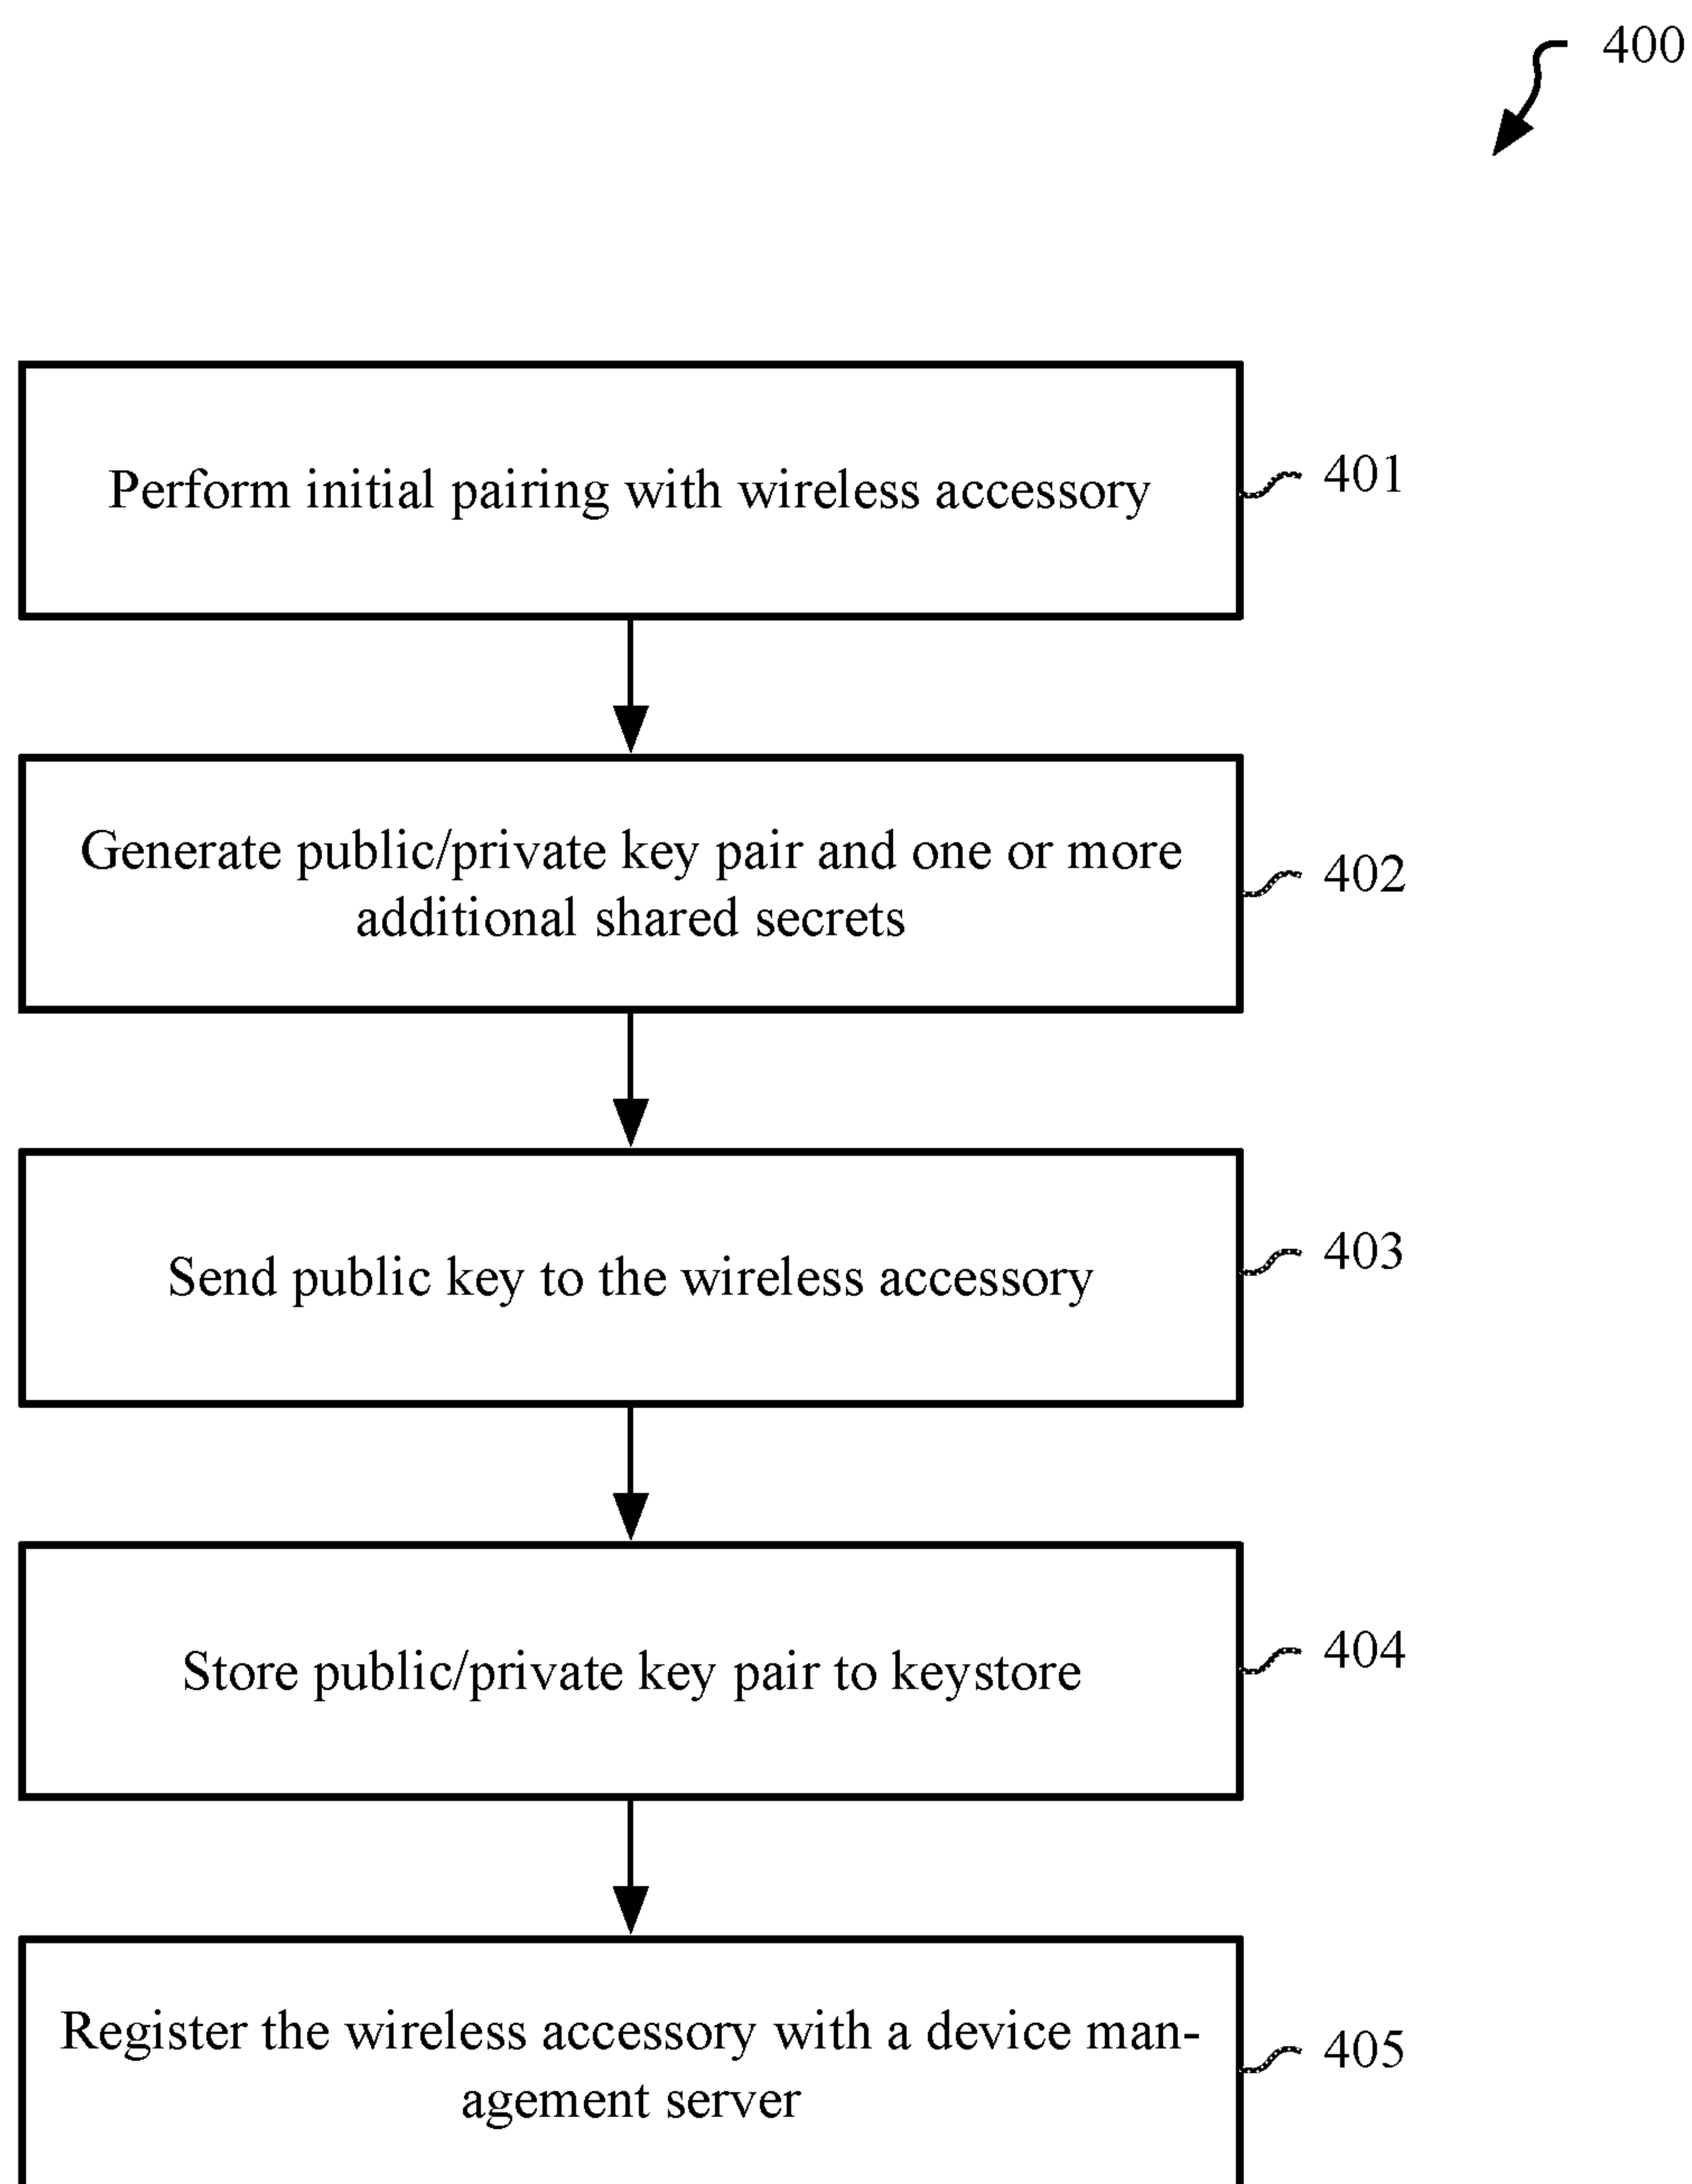 400
Perform initial pairing with wireless accessory
401
Generate public/private key pair and one or more
additional shared secrets
402
Send public key to the wireless accessory
403
Store public/private key pair to keystore
404
Register the wireless accessory with a device man-
agement server
405